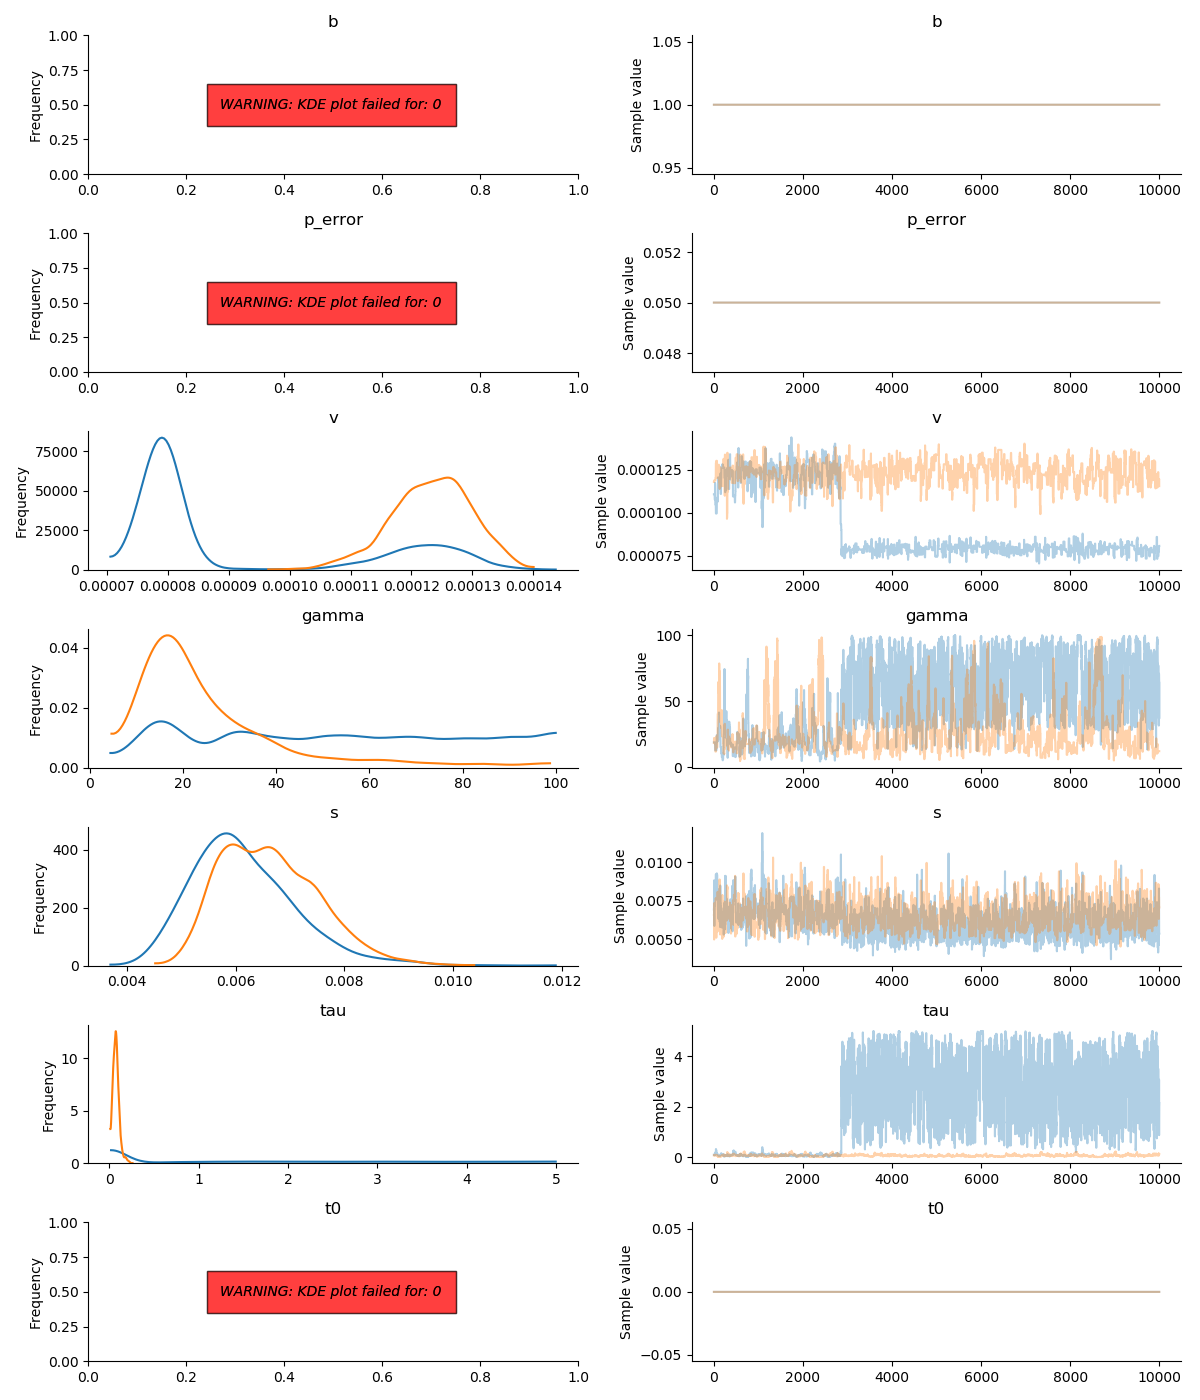 b
b
Frequency
1.00
0.75
0.50
0.25
0.00
WARNING: KDE plot failed for: 0
0.0 0.2 0.4 0.6 0.8 1.0
Sample value
1.05
1.00
0.95
0 2000 4000 6000 8000 10000
p_error
p_error
Frequency
1.00
0.75
0.50
0.25
0.00
WARNING: KDE plot failed for: 0
0.0 0.2 0.4 0.6 0.8 1.0
Sample value
0.052
0.050
0.048
0 2000 4000 6000 8000 10000
v
v
Frequency
75000
50000
25000
0
0.00007 0.00008 0.00009 0.00010 0.00011 0.00012 0.00013 0.00014
Sample value
0.000125
0.000100
0.000075
0 2000 4000 6000 8000 10000
gamma
gamma
Frequency
0.04
0.02
0.00
0 20 40 60 80 100
Sample value
100
50
0
0 2000 4000 6000 8000 10000
s
s
Frequency
400
200
0
0.004 0.006 0.008 0.010 0.012
Sample value
0.0100
0.0075
0.0050
0 2000 4000 6000 8000 10000
tau
tau
Frequency
10
5
0
0 1 2 3 4 5
Sample value
4
2
0
0 2000 4000 6000 8000 10000
t0
t0
Frequency
1.00
0.75
0.50
0.25
0.00
WARNING: KDE plot failed for: 0
0.0 0.2 0.4 0.6 0.8 1.0
Sample value
0.05
0.00
−0.05
0 2000 4000 6000 8000 10000